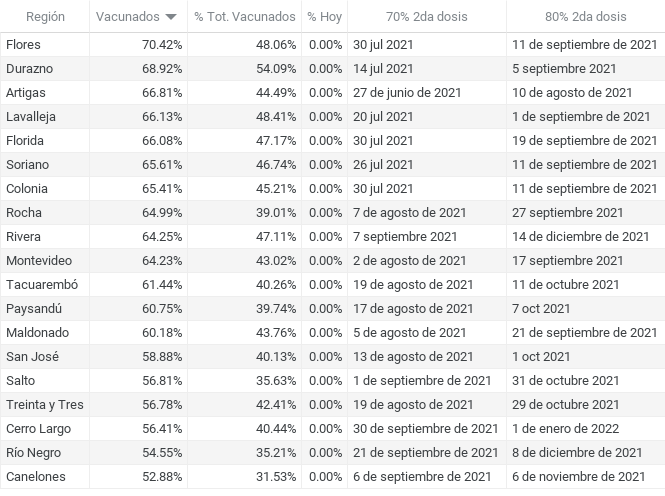 Región Vacunados % Tot. Vacunados % Hoy 70% 2da dosis 80% 2da dosis
Flores 70.42% 48.06% 0.00% 30 jul 2021 11 de septiembre de 2021
Durazno 68.92% 54.09% 0.00% 14 jul 2021 5 septiembre 2021
Artigas 66.81% 44.49% 0.00% 27 de junio de 2021 10 de agosto de 2021
Lavalleja 66.13% 48.41% 0.00% 20 jul 2021 1 de septiembre de 2021
Florida 66.08% 47.17% 0.00% 30 jul 2021 19 de septiembre de 2021
Soriano 65.61% 46.74% 0.00% 26 jul 2021 11 de septiembre de 2021
Colonia 65.41% 45.21% 0.00% 30 jul 2021 11 de septiembre de 2021
Rocha 64.99% 39.01% 0.00% 7 de agosto de 2021 27 septiembre 2021
Rivera 64.25% 47.11% 0.00% 7 septiembre 2021 14 de diciembre de 2021
Montevideo 64.23% 43.02% 0.00% 2 de agosto de 2021 17 septiembre 2021
Tacuarembó 61.44% 40.26% 0.00% 19 de agosto de 2021 11 de octubre 2021
Paysandú 60.75% 39.74% 0.00% 17 de agosto de 2021 7 oct 2021
Maldonado 60.18% 43.76% 0.00% 5 de agosto de 2021 21 de septiembre de 2021
San José 58.88% 40.13% 0.00% 13 de agosto de 2021 1 oct 2021
Salto 56.81% 35.63% 0.00% 1 de septiembre de 2021 31 de octubre 2021
Treinta y Tres 56.78% 42.41% 0.00% 19 de agosto de 2021 29 de octubre 2021
Cerro Largo 56.41% 40.44% 0.00% 30 de septiembre de 2021 1 de enero de 2022
Río Negro 54.55% 35.21% 0.00% 21 de septiembre de 2021 8 de diciembre de 2021
Canelones 52.88% 31.53% 0.00% 6 de septiembre de 2021 6 de noviembre de 2021